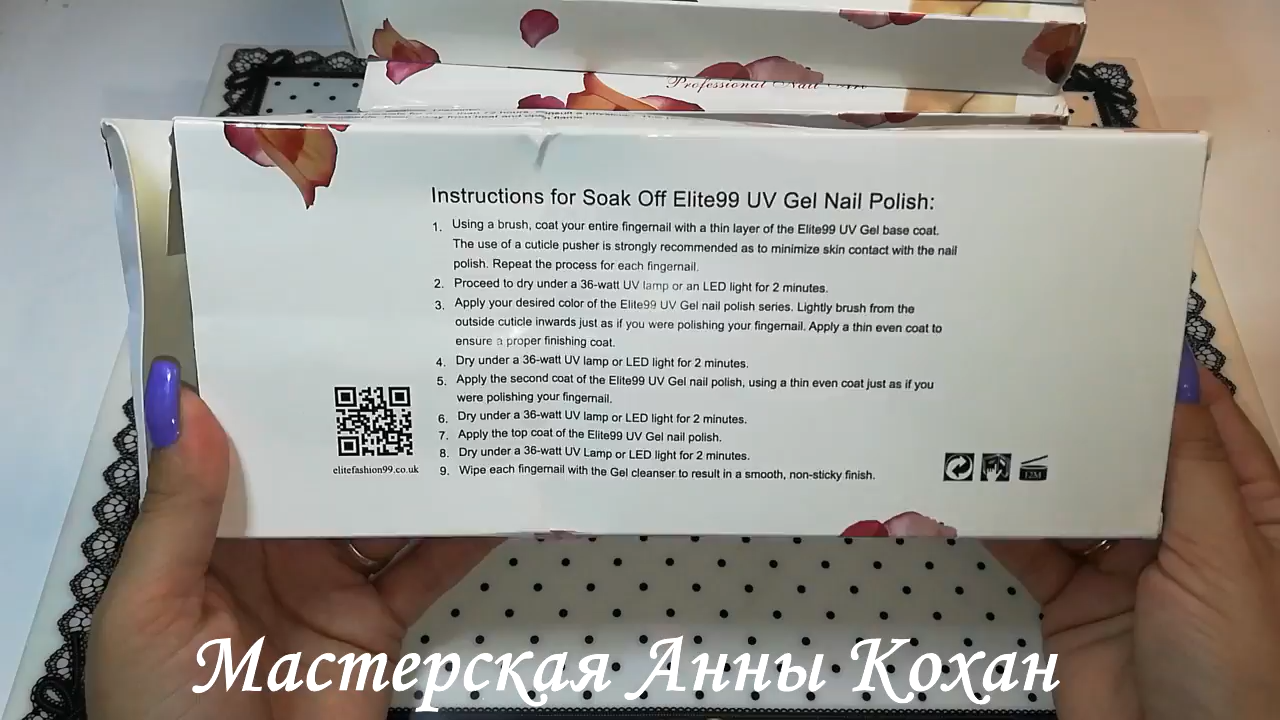 Professional Nail Art
Instructions for Soak Off Elite99 UV Gel Nail Polish:
1. Using a brush, coat your entire fingernail with a thin layer of the Elite99 UV Gel base coat.
The use of a cuticle pusher is strongly recommended as to minimize skin contact with the nail
polish. Repeat the process for each fingernail.
2. Proceed to dry under a 36-watt UV lamp or an LED light for 2 minutes.
3. Apply your desired color of the Elite99 UV Gel nail polish series. Lightly brush from the
outside cuticle inwards just as if you were polishing your fingernail. Apply a thin even coat to
ensure a proper finishing coat.
4. Dry under a 36-watt UV lamp or LED light for 2 minutes.
5. Apply the second coat of the Elite99 UV Gel nail polish, using a thin even coat just as if you
were polishing your fingernail.
6. Dry under a 36-watt UV lamp or LED light for 2 minutes.
7. Apply the top coat of the Elite99 UV Gel nail polish.
8. Dry under a 36-watt UV Lamp or LED light for 2 minutes.
9. Wipe each fingernail with the Gel cleanser to result in a smooth, non-sticky finish.
elitefashion99.co.uk
12M
Мастерская Анны Кохан